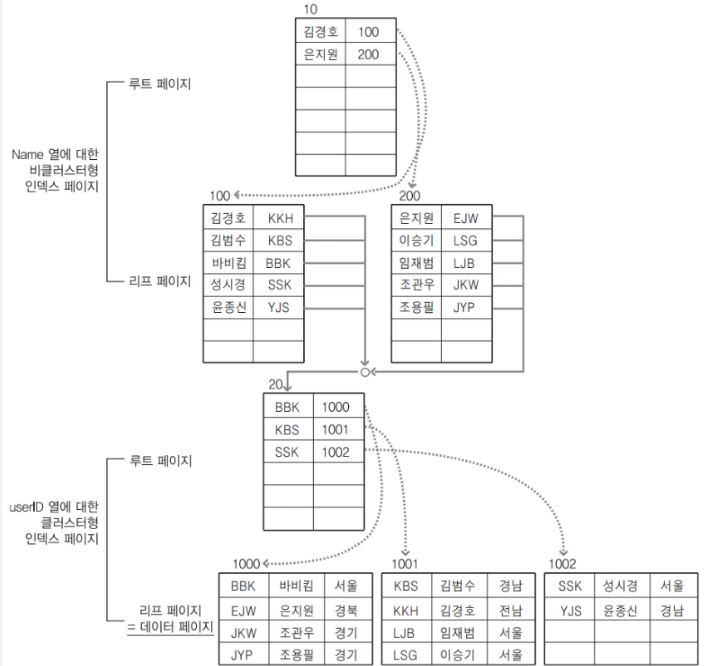 10
김경호 100
은지원 200
루트 페이지
Name 열에 대한
비클러스터형
인덱스 페이지
100
200
김경호 KKH
은지원 EJW
김범수 KBS
이승기 LSG
바비킴 BBK
임재범 LJB
리프 페이지
성시경 SSK
조관우 JKW
윤종신 YJS
조용필 JYP
20
BBK 1000
KBS 1001
SSK 1002
루트 페이지
userID 열에 대한
클러스터형
인덱스 페이지
1000
1001
1002
BBK 바비킴 서울
KBS 김범수 경남
SSK 성시경 서울
리프 페이지
= 데이터 페이지
EJW 은지원 경북
KKH 김경호 전남
YJS 윤종신 경남
JKW 조관우 경기
LJB 임재범 서울
JYP 조용필 경기
LSG 이승기 서울